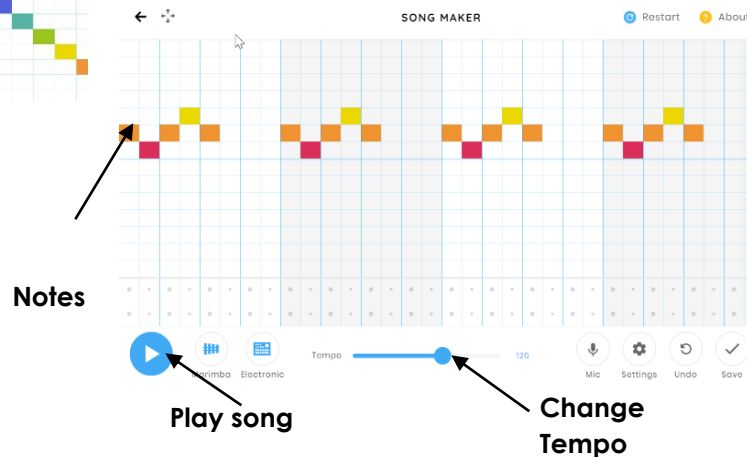 SONG MAKER
Restart
About
Notes
Tempo
120
Marimba
Electronic
Mic
Settings
Undo
Save
Play song
Change
Tempo